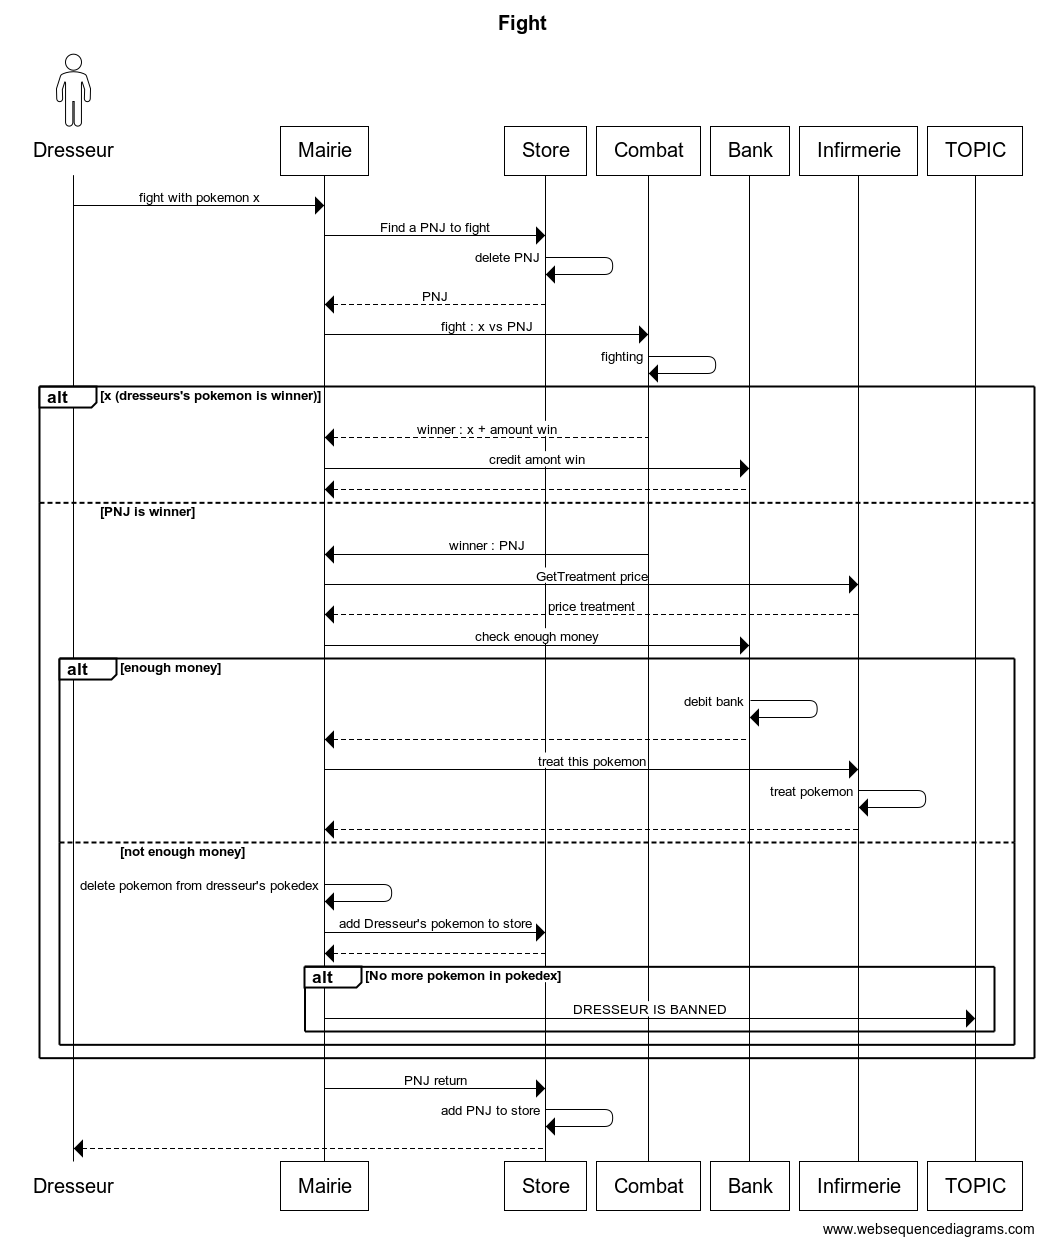 Fight
Dresseur
Mairie
Store
Combat
Bank
Infirmerie
TOPIC
fight with pokemon x
Find a PNJ to fight
delete PNJ
PNJ
fight : x vs PNJ
fighting
alt
[x (dresseurs's pokemon is winner)]
winner : x + amount win
credit amont win
[PNJ is winner]
winner : PNJ
GetTreatment price
price treatment
check enough money
alt
[enough money]
debit bank
treat this pokemon
treat pokemon
[not enough money]
delete pokemon from dresseur's pokedex
add Dresseur's pokemon to store
alt
[No more pokemon in pokedex]
DRESSEUR IS BANNED
PNJ return
add PNJ to store
Dresseur
Mairie
Store
Combat
Bank
Infirmerie
TOPIC
www.websequencediagrams.com